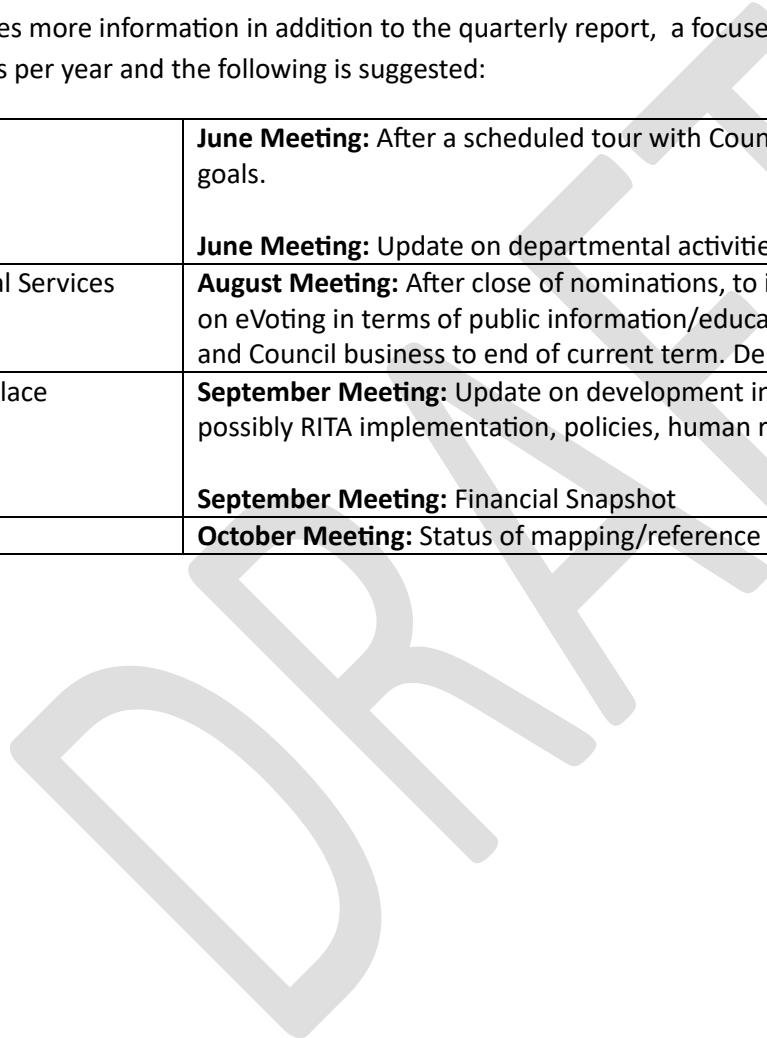 es more information in addition to the quarterly report, a focuse
s per year and the following is suggested:
June Meeting: After a scheduled tour with Coun
goals.
June Meeting: Update on departmental activitie
al Services
August Meeting: After close of nominations, to i
on eVoting in terms of public information/educa
and Council business to end of current term. De
lace
September Meeting: Update on development in
possibly RITA implementation, policies, human r
September Meeting: Financial Snapshot
October Meeting: Status of mapping/reference
DRAFT